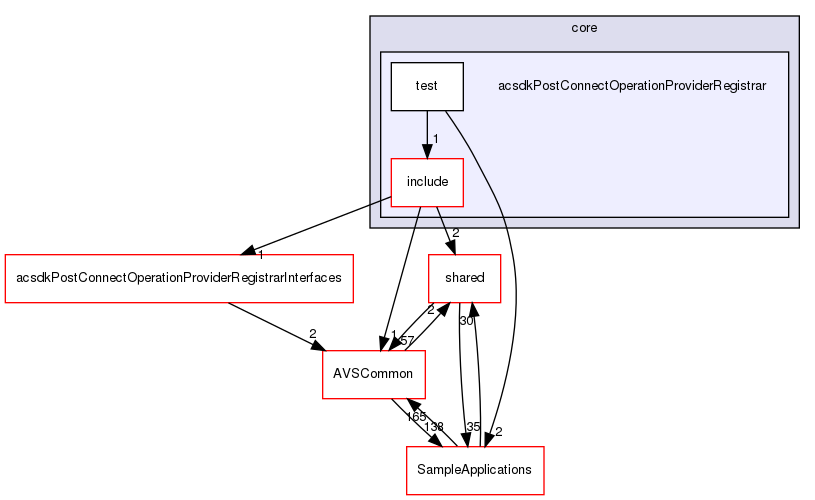 core
test
acsdkPostConnectOperationProviderRegistrar
1
include
2
1
acsdkPostConnectOperationProviderRegistrarInterfaces
shared
2
30
2
1
57
AVSCommon
165
138
35
2
SampleApplications